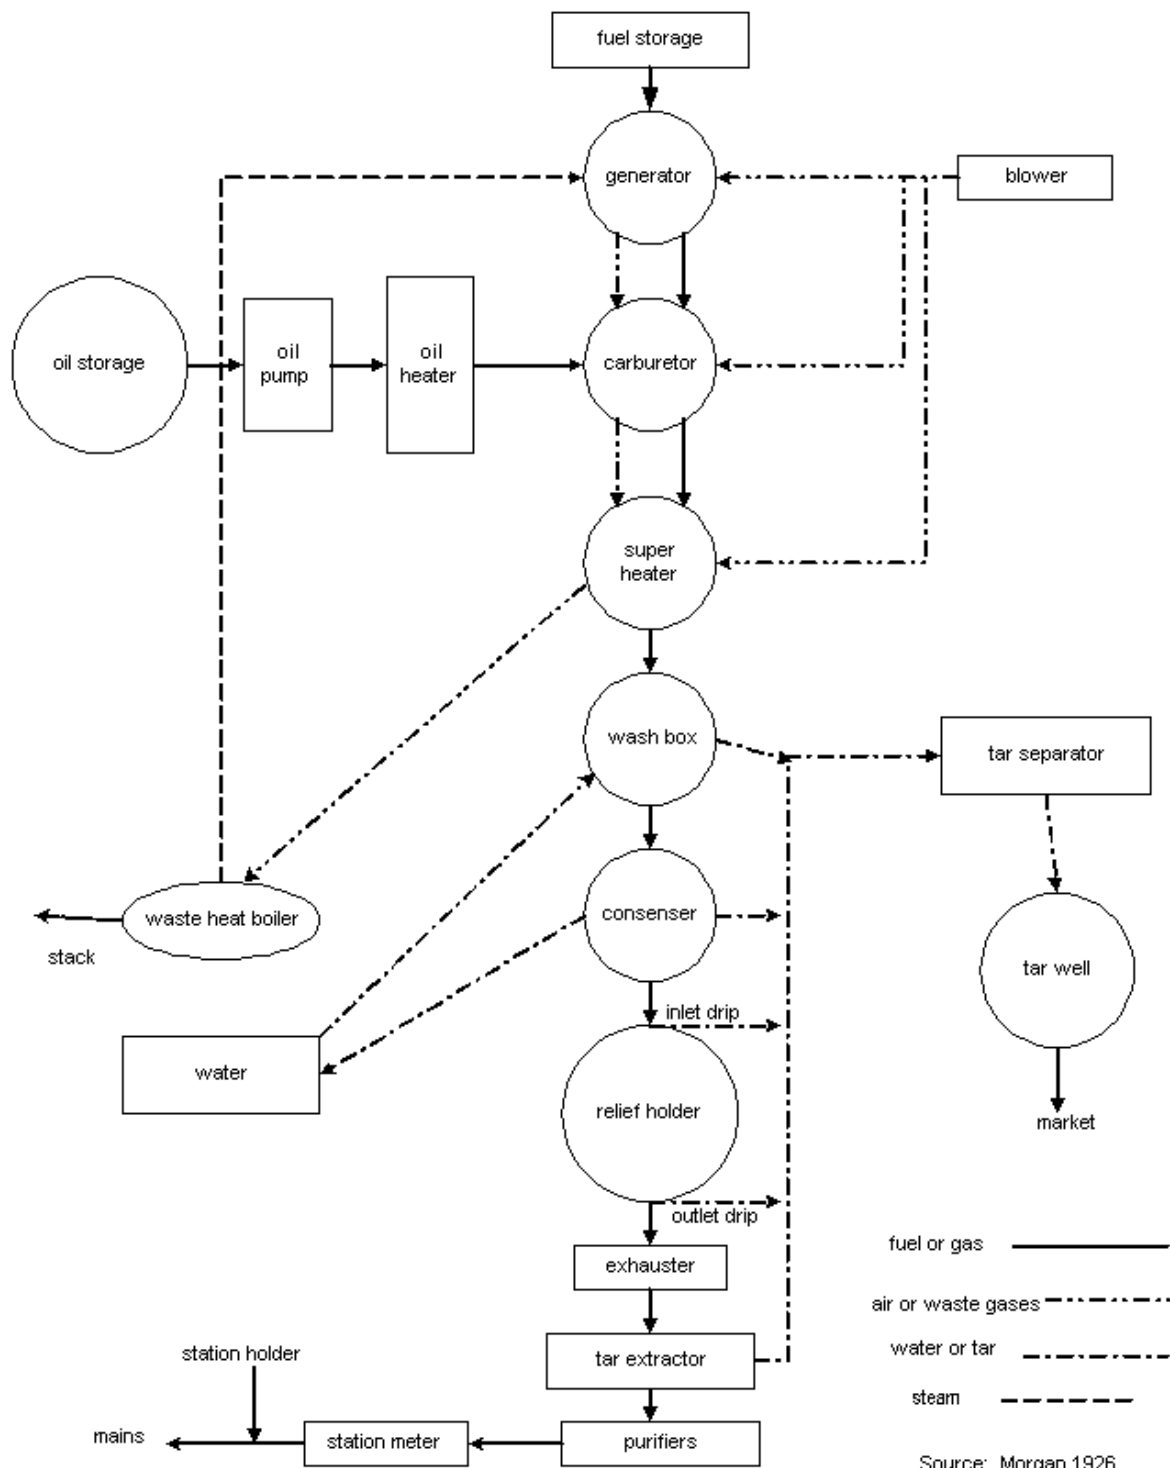 fuel storage
generator
blower
oil storage
oil
pump
oil
heater
carburetor
super
heater
wash box
tar separator
waste heat boiler
consenser
stack
tar well
inlet drip
water
relief holder
market
outlet drip
fuel or gas
exhauster
air or waste gases
water or tar
station holder
tar extractor
steam
mains
station meter
purifiers
Source: Morgan 1926